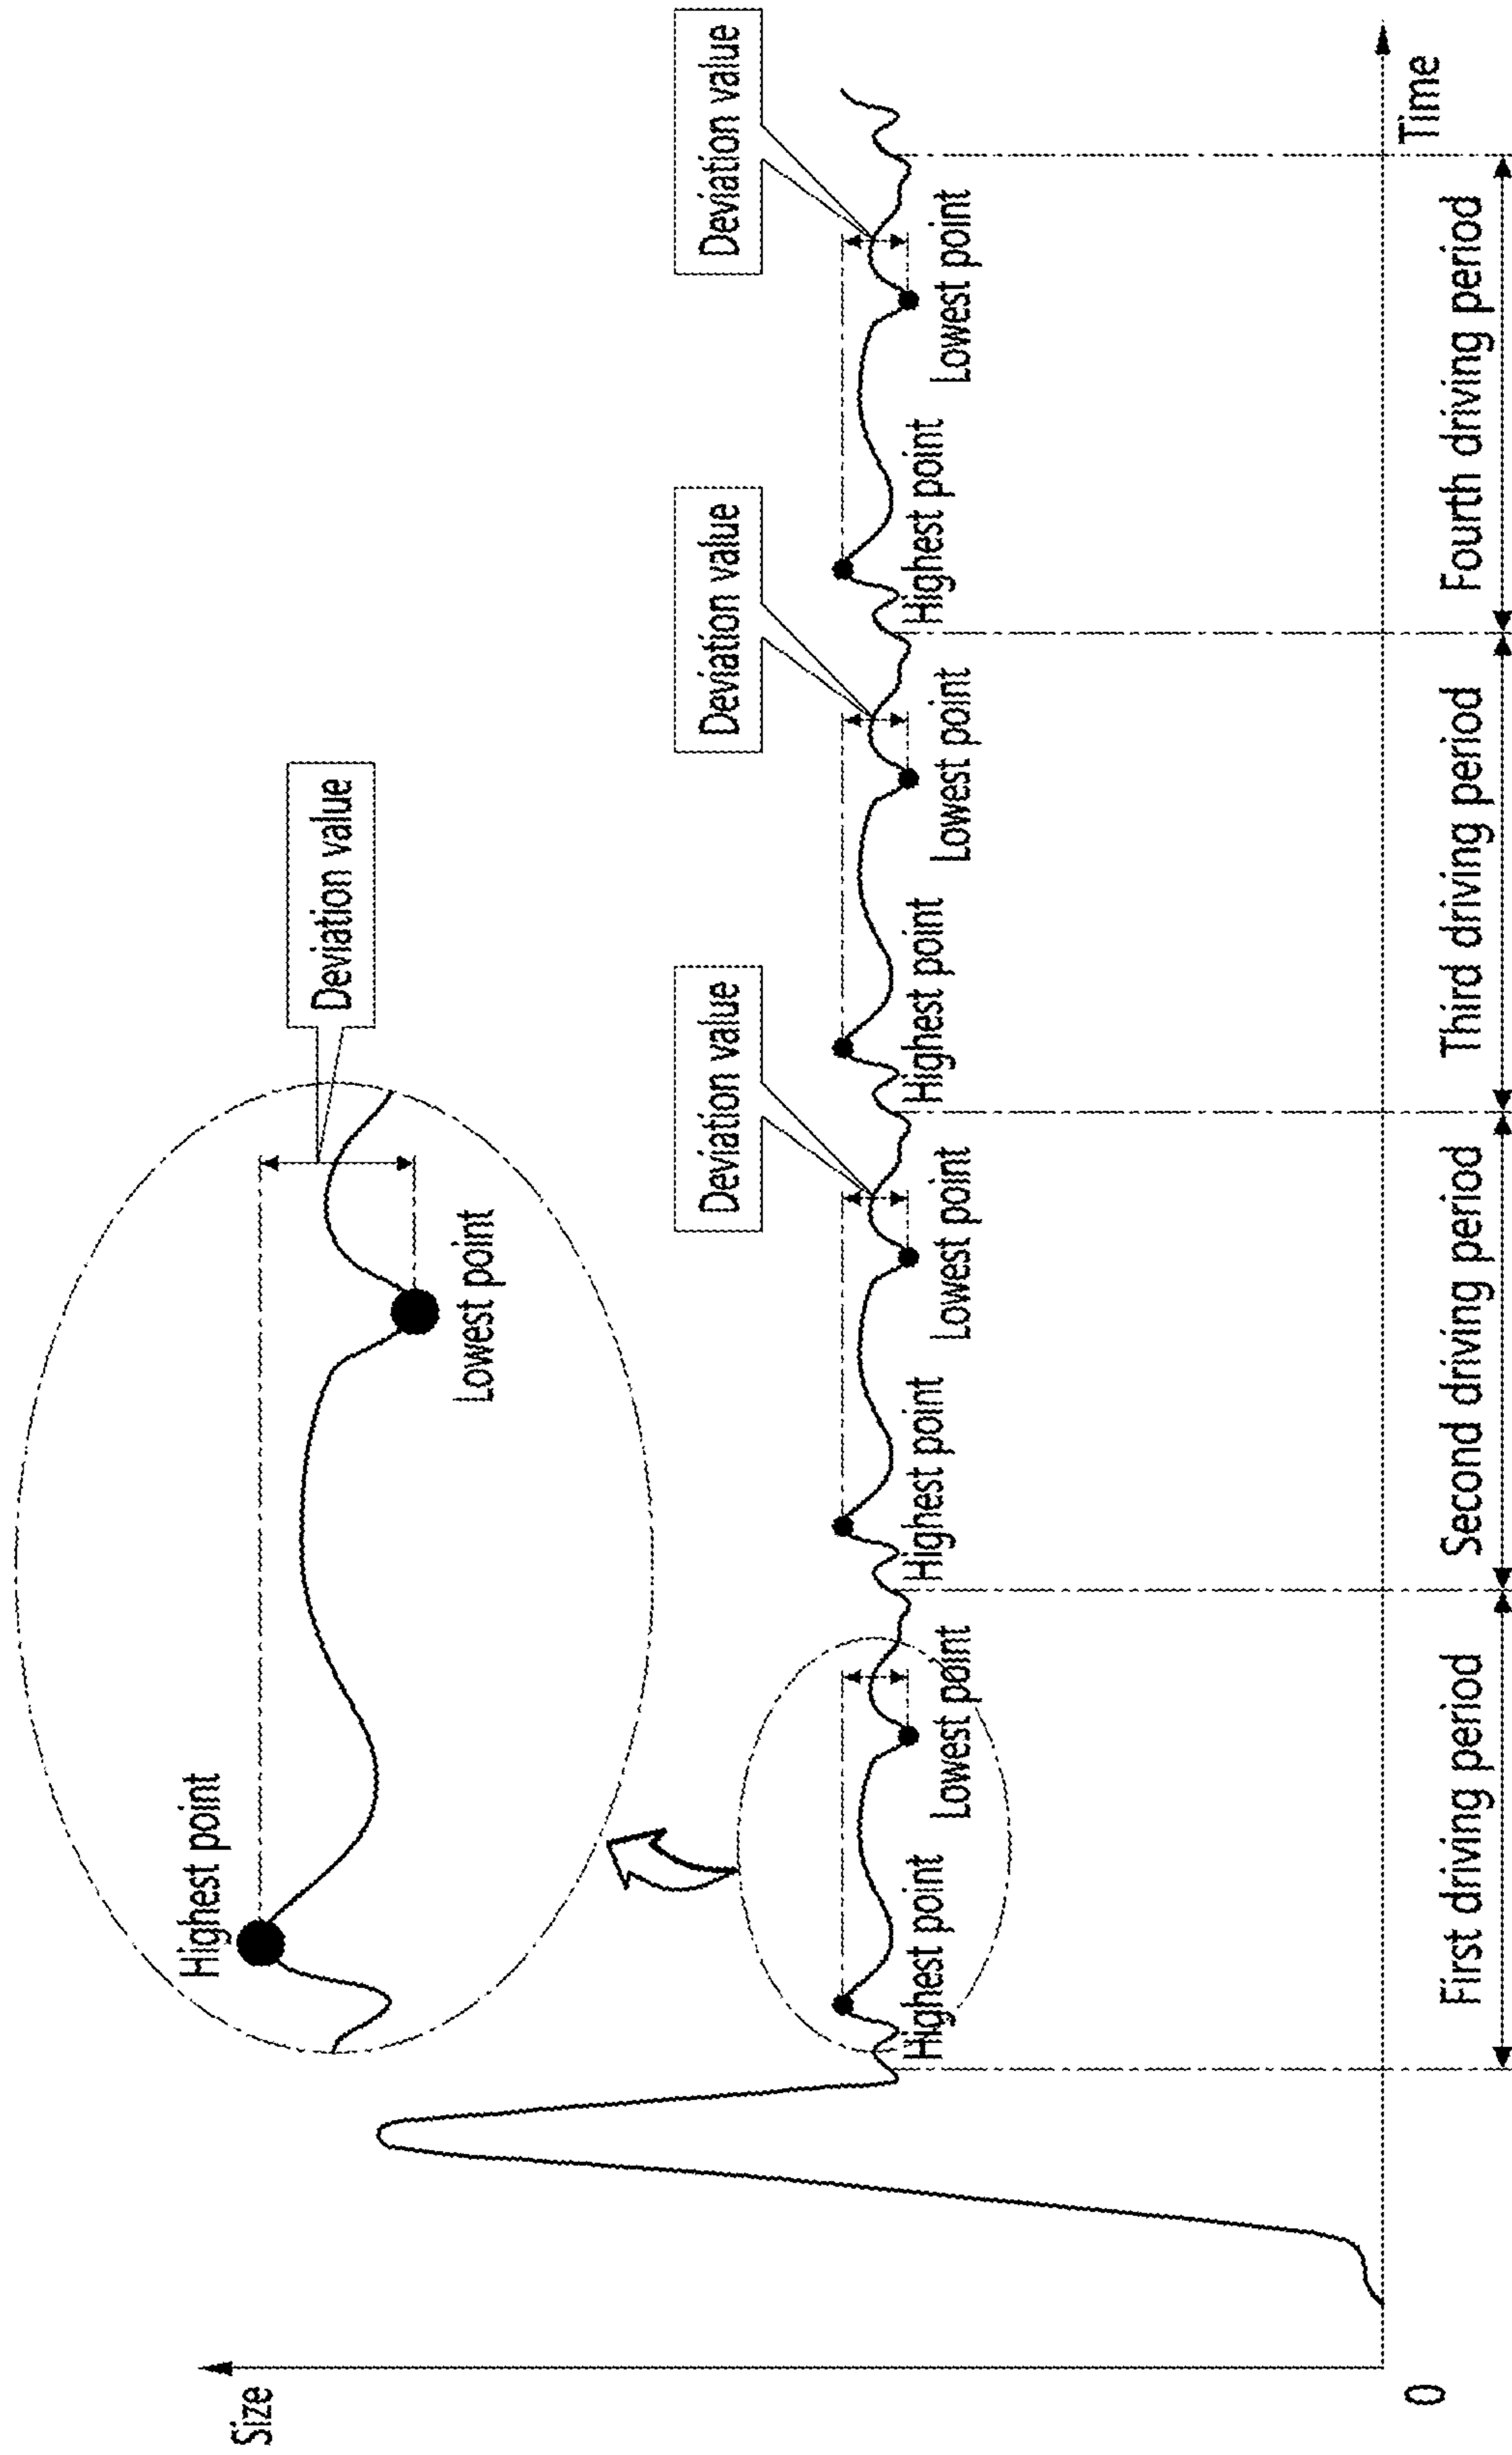 Size
Highest point
Deviation value
Lowest point
Deviation value
Deviation value
Deviation value
Highest point
Lowest point
Highest point
Lowest point
Highest point
Lowest point
Highest point
Lowest point
0
Time
First driving period
Second driving period
Third driving period
Fourth driving period